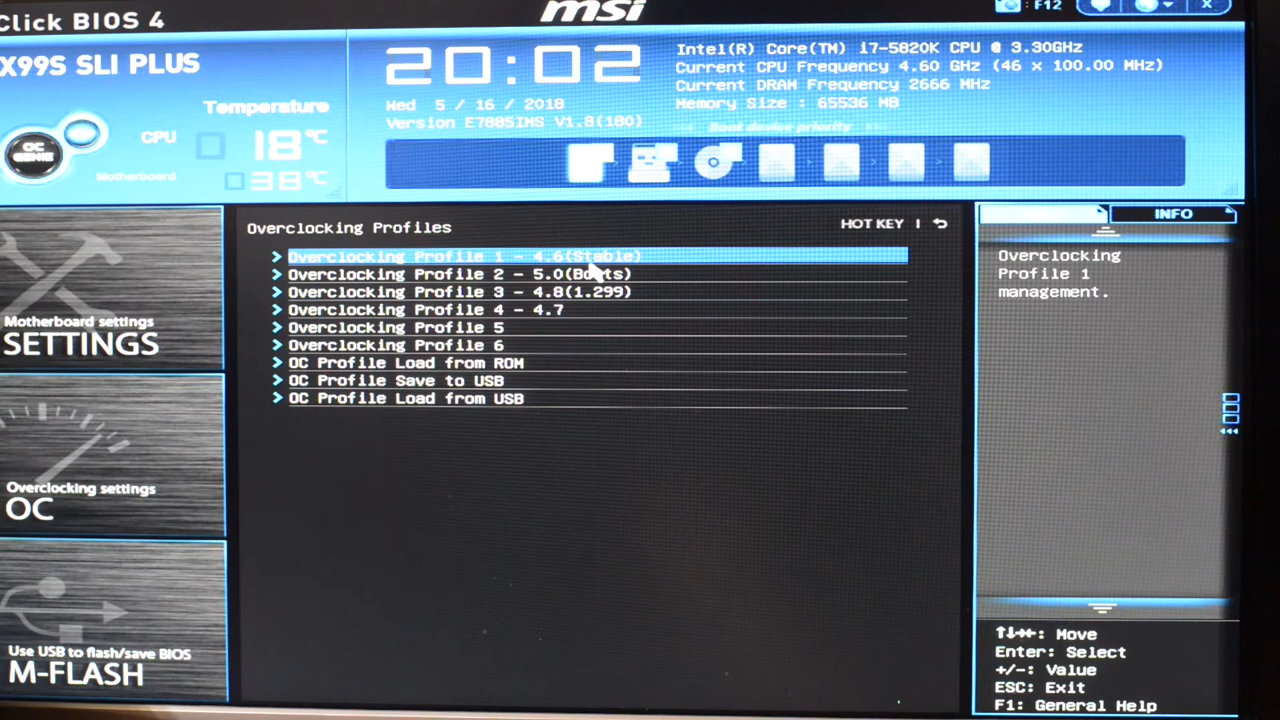 Click BIOS 4
msi
: F12
X99S SLI PLUS
Temperature
CPU
18°C
OC GENIE
Motherboard
38°C
20:02
Wed 5 / 16 / 2018
Version E7885IMS V1.8(180)
Intel(R) Core(TM) i7-5820K CPU @ 3.30GHz
Current CPU Frequency 4.60 GHz (46 x 100.00 MHz)
Current DRAM Frequency 2666 MHz
Memory Size : 65536 MB
Boot device priority
Motherboard settings
SETTINGS
Overclocking settings
OC
Use USB to flash/save BIOS
M-FLASH
Overclocking Profiles
HOT KEY
> Overclocking Profile 1 - 4.6(Stable)
> Overclocking Profile 2 - 5.0(Boots)
> Overclocking Profile 3 - 4.8(1.299)
> Overclocking Profile 4 - 4.7
> Overclocking Profile 5
> Overclocking Profile 6
> OC Profile Load from ROM
> OC Profile Save to USB
> OC Profile Load from USB
INFO
Overclocking
Profile 1
management.
↑↓→←: Move
Enter: Select
+/-: Value
ESC: Exit
F1: General Help